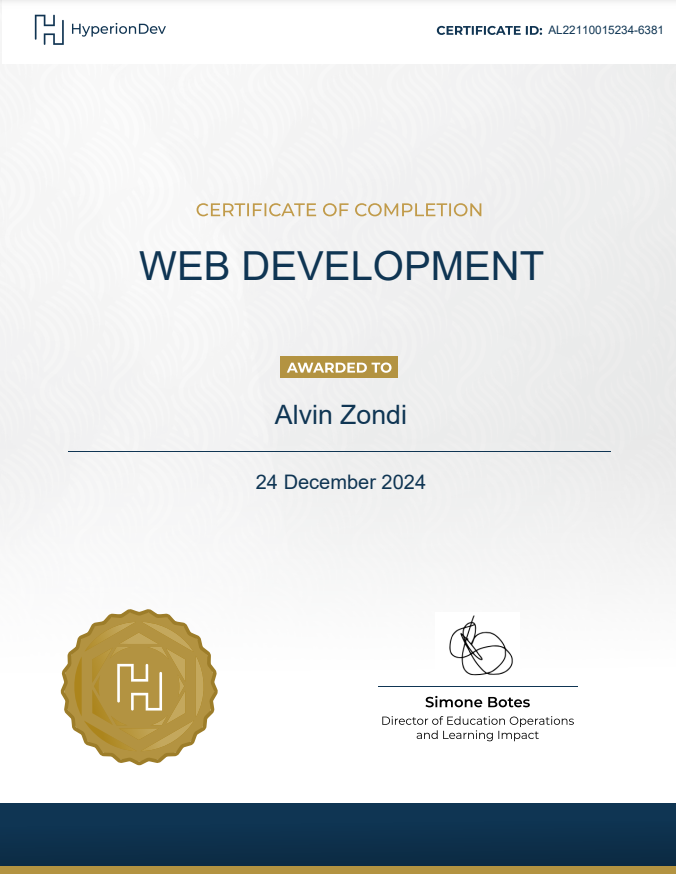 HyperionDev
CERTIFICATE ID: AL22110015234-6381
CERTIFICATE OF COMPLETION
WEB DEVELOPMENT
AWARDED TO
Alvin Zondi
24 December 2024
Simone Botes
Director of Education Operations
and Learning Impact